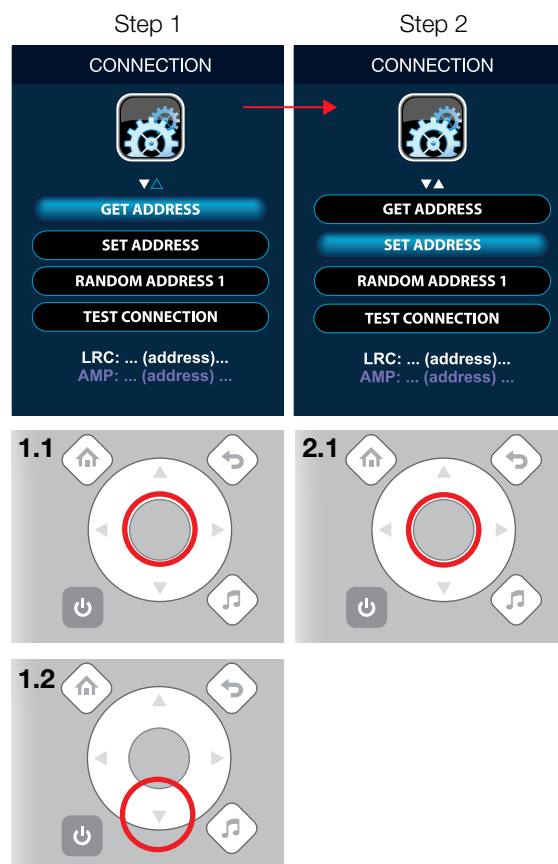 Step 1
CONNECTION
GET ADDRESS
SET ADDRESS
RANDOM ADDRESS 1
TEST CONNECTION
LRC: ... (address)...
AMP: ... (address) ...
Step 2
CONNECTION
GET ADDRESS
SET ADDRESS
RANDOM ADDRESS 1
TEST CONNECTION
LRC: ... (address)...
AMP: ... (address) ...
1.1
2.1
1.2